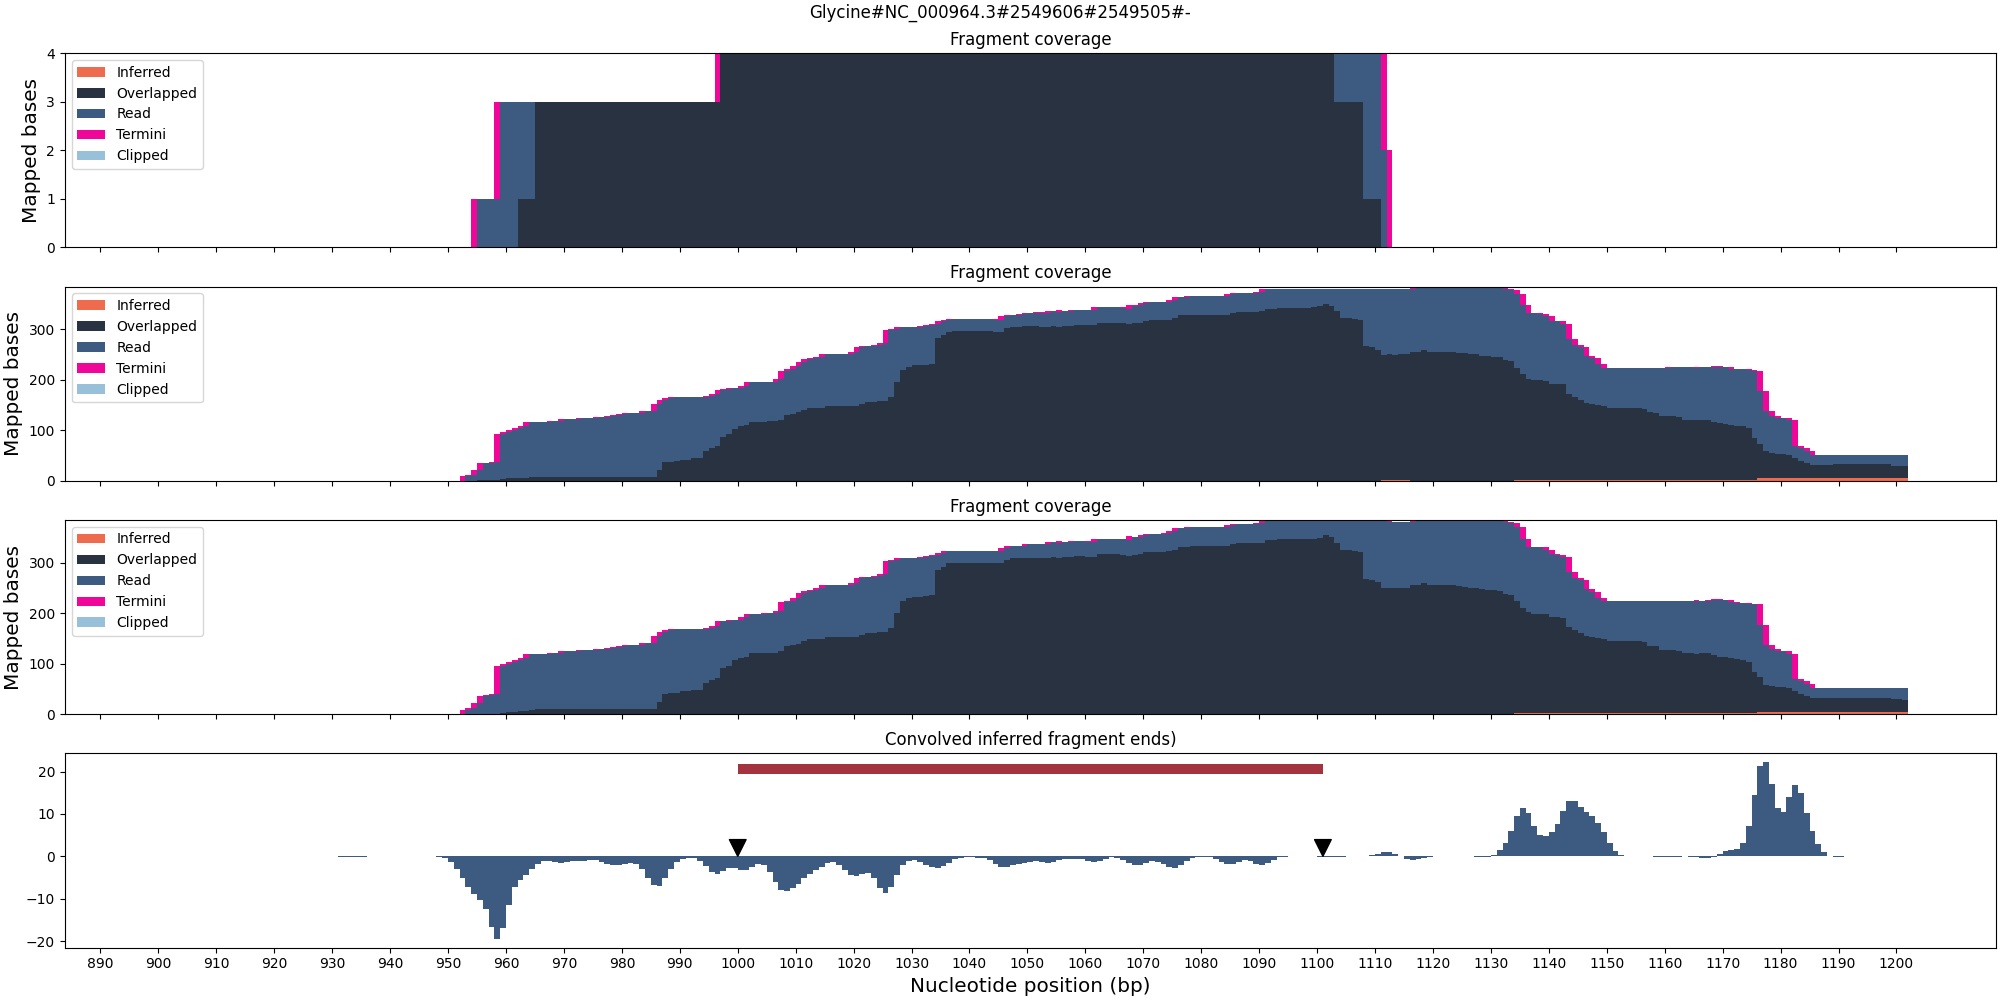 Glycine#NC_000964.3#2549606#2549505#-
Fragment coverage
Mapped bases
4
3
2
1
0
Inferred
Overlapped
Read
Termini
Clipped
Fragment coverage
Mapped bases
300
200
100
0
Inferred
Overlapped
Read
Termini
Clipped
Fragment coverage
Mapped bases
300
200
100
0
Inferred
Overlapped
Read
Termini
Clipped
Convolved inferred fragment ends)
20
10
0
−10
−20
890 900 910 920 930 940 950 960 970 980 990 1000 1010 1020 1030 1040 1050 1060 1070 1080 1090 1100 1110 1120 1130 1140 1150 1160 1170 1180 1190 1200
Nucleotide position (bp)